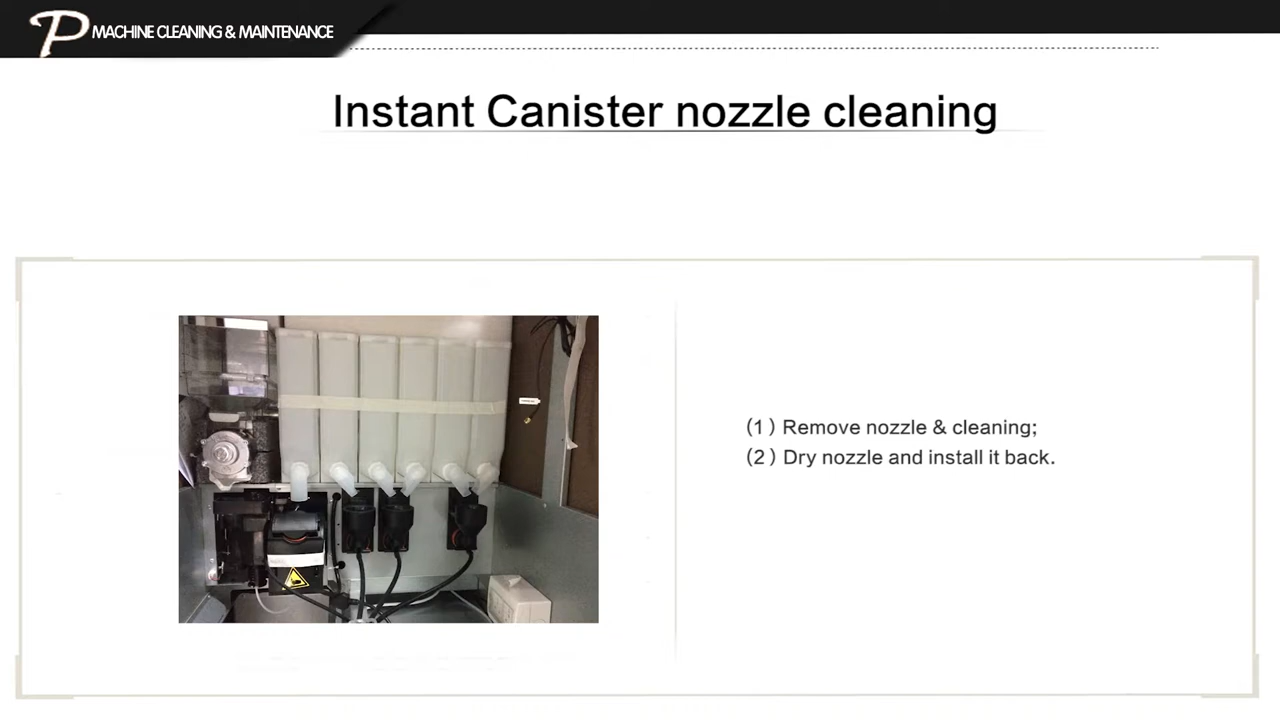 P MACHINE CLEANING & MAINTENANCE
Instant Canister nozzle cleaning
(1) Remove nozzle & cleaning;
(2) Dry nozzle and install it back.